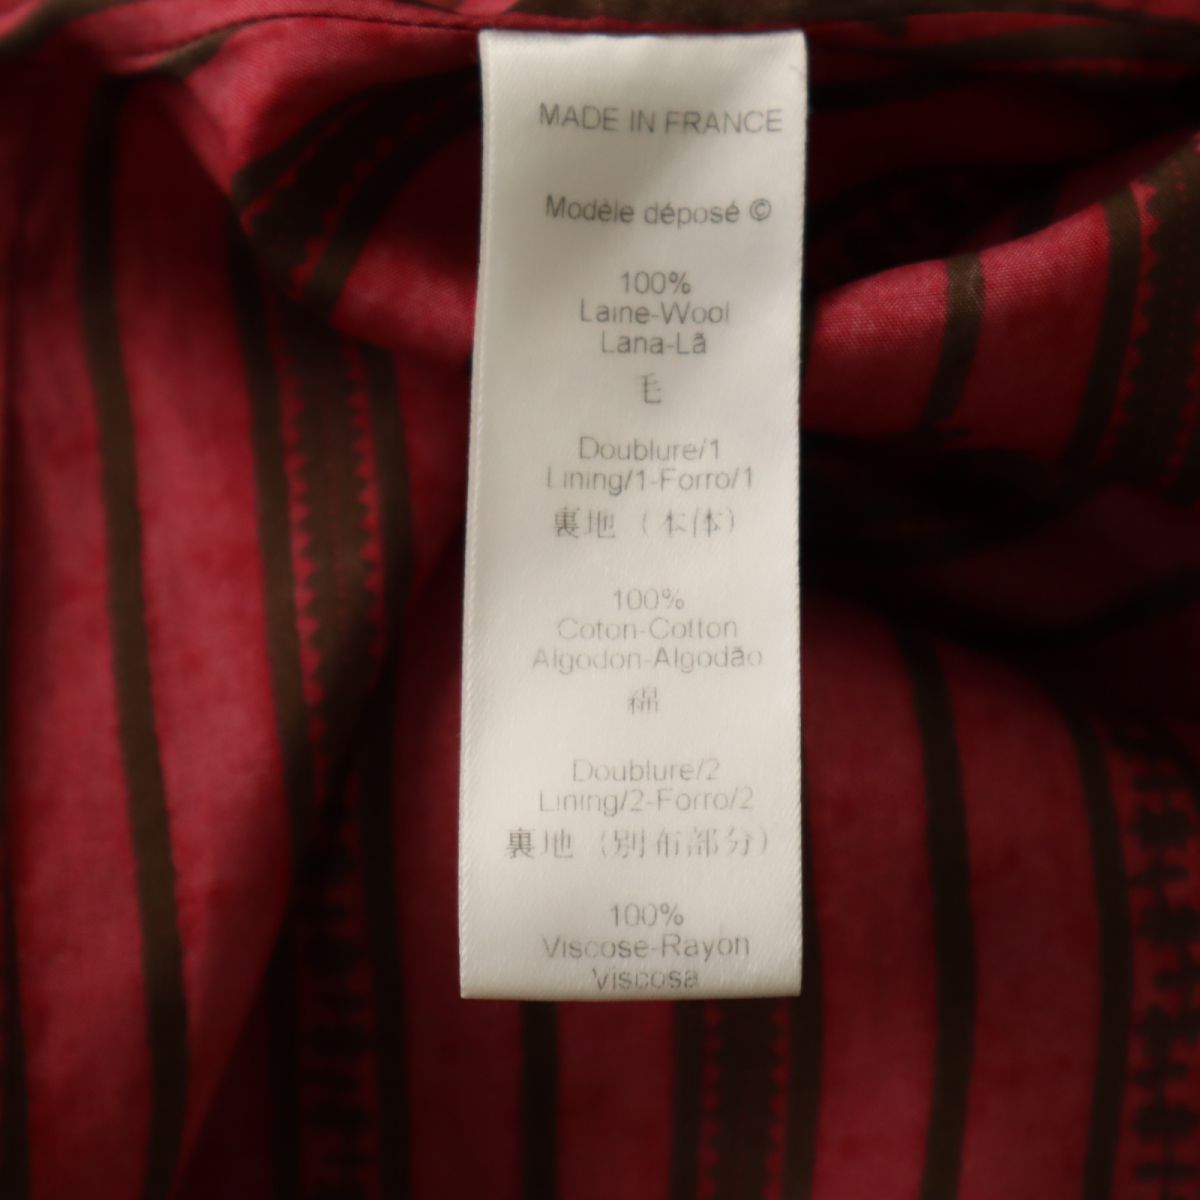 MADE IN FRANCE
Modèle déposé ©
100%
Laine-Wool
Lana-Lã
毛
Doublure/1
Lining/1-Forro/1
裏地（本体）
100%
Coton-Cotton
Algodon-Algodão
綿
Doublure/2
Lining/2-Forro/2
裏地（別布部分）
100%
Viscose-Rayon
Viscosa